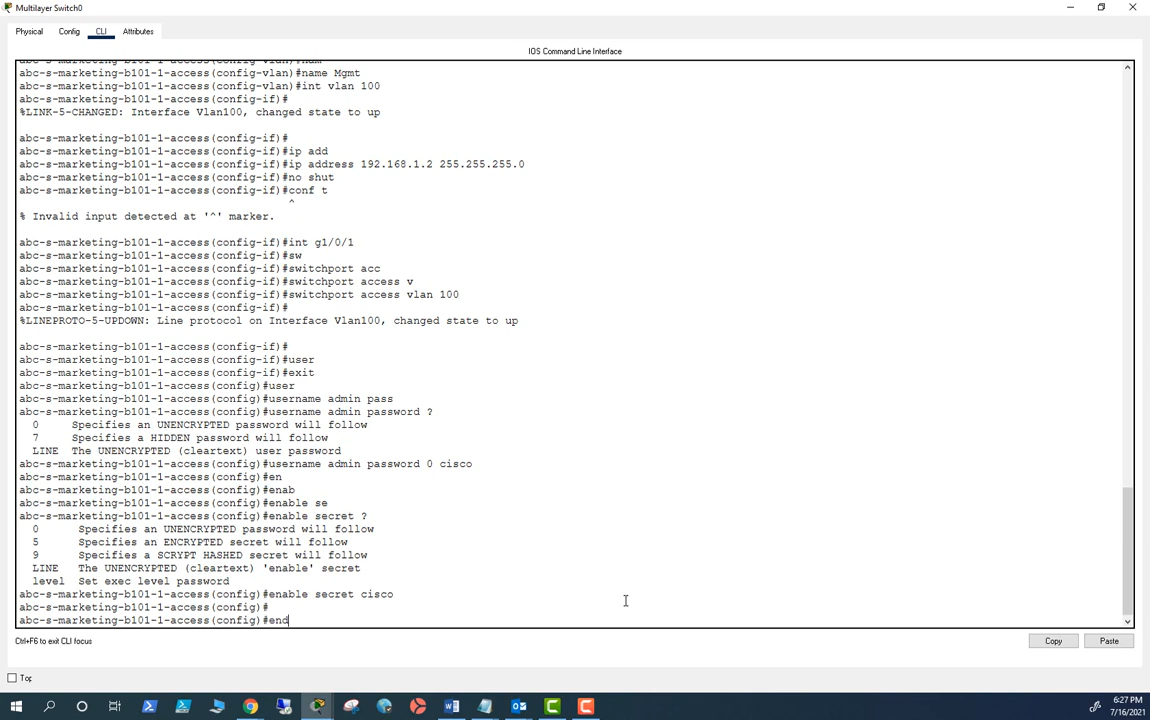 Multilayer Switch0
Physical Config CLI Attributes
IOS Command Line Interface
abc-s-marketing-b101-1-access(config-vlan)#nam
abc-s-marketing-b101-1-access(config-vlan)#name Mgmt
abc-s-marketing-b101-1-access(config-vlan)#int vlan 100
abc-s-marketing-b101-1-access(config-if)#
%LINK-5-CHANGED: Interface Vlan100, changed state to up
abc-s-marketing-b101-1-access(config-if)#
abc-s-marketing-b101-1-access(config-if)#ip add
abc-s-marketing-b101-1-access(config-if)#ip address 192.168.1.2 255.255.255.0
abc-s-marketing-b101-1-access(config-if)#no shut
abc-s-marketing-b101-1-access(config-if)#conf t
^
% Invalid input detected at '^' marker.
abc-s-marketing-b101-1-access(config-if)#int g1/0/1
abc-s-marketing-b101-1-access(config-if)#sw
abc-s-marketing-b101-1-access(config-if)#switchport acc
abc-s-marketing-b101-1-access(config-if)#switchport access v
abc-s-marketing-b101-1-access(config-if)#switchport access vlan 100
abc-s-marketing-b101-1-access(config-if)#
%LINEPROTO-5-UPDOWN: Line protocol on Interface Vlan100, changed state to up
abc-s-marketing-b101-1-access(config-if)#
abc-s-marketing-b101-1-access(config-if)#user
abc-s-marketing-b101-1-access(config-if)#exit
abc-s-marketing-b101-1-access(config)#user
abc-s-marketing-b101-1-access(config)#username admin pass
abc-s-marketing-b101-1-access(config)#username admin password ?
0 Specifies an UNENCRYPTED password will follow
7 Specifies a HIDDEN password will follow
LINE The UNENCRYPTED (cleartext) user password
abc-s-marketing-b101-1-access(config)#username admin password 0 cisco
abc-s-marketing-b101-1-access(config)#en
abc-s-marketing-b101-1-access(config)#enab
abc-s-marketing-b101-1-access(config)#enable se
abc-s-marketing-b101-1-access(config)#enable secret ?
0 Specifies an UNENCRYPTED password will follow
5 Specifies an ENCRYPTED secret will follow
9 Specifies a SCRYPT HASHED secret will follow
LINE The UNENCRYPTED (cleartext) 'enable' secret
level Set exec level password
abc-s-marketing-b101-1-access(config)#enable secret cisco
abc-s-marketing-b101-1-access(config)#
abc-s-marketing-b101-1-access(config)#end
Ctrl+F6 to exit CLI focus
Copy Paste
Top
6:27 PM
7/16/2021